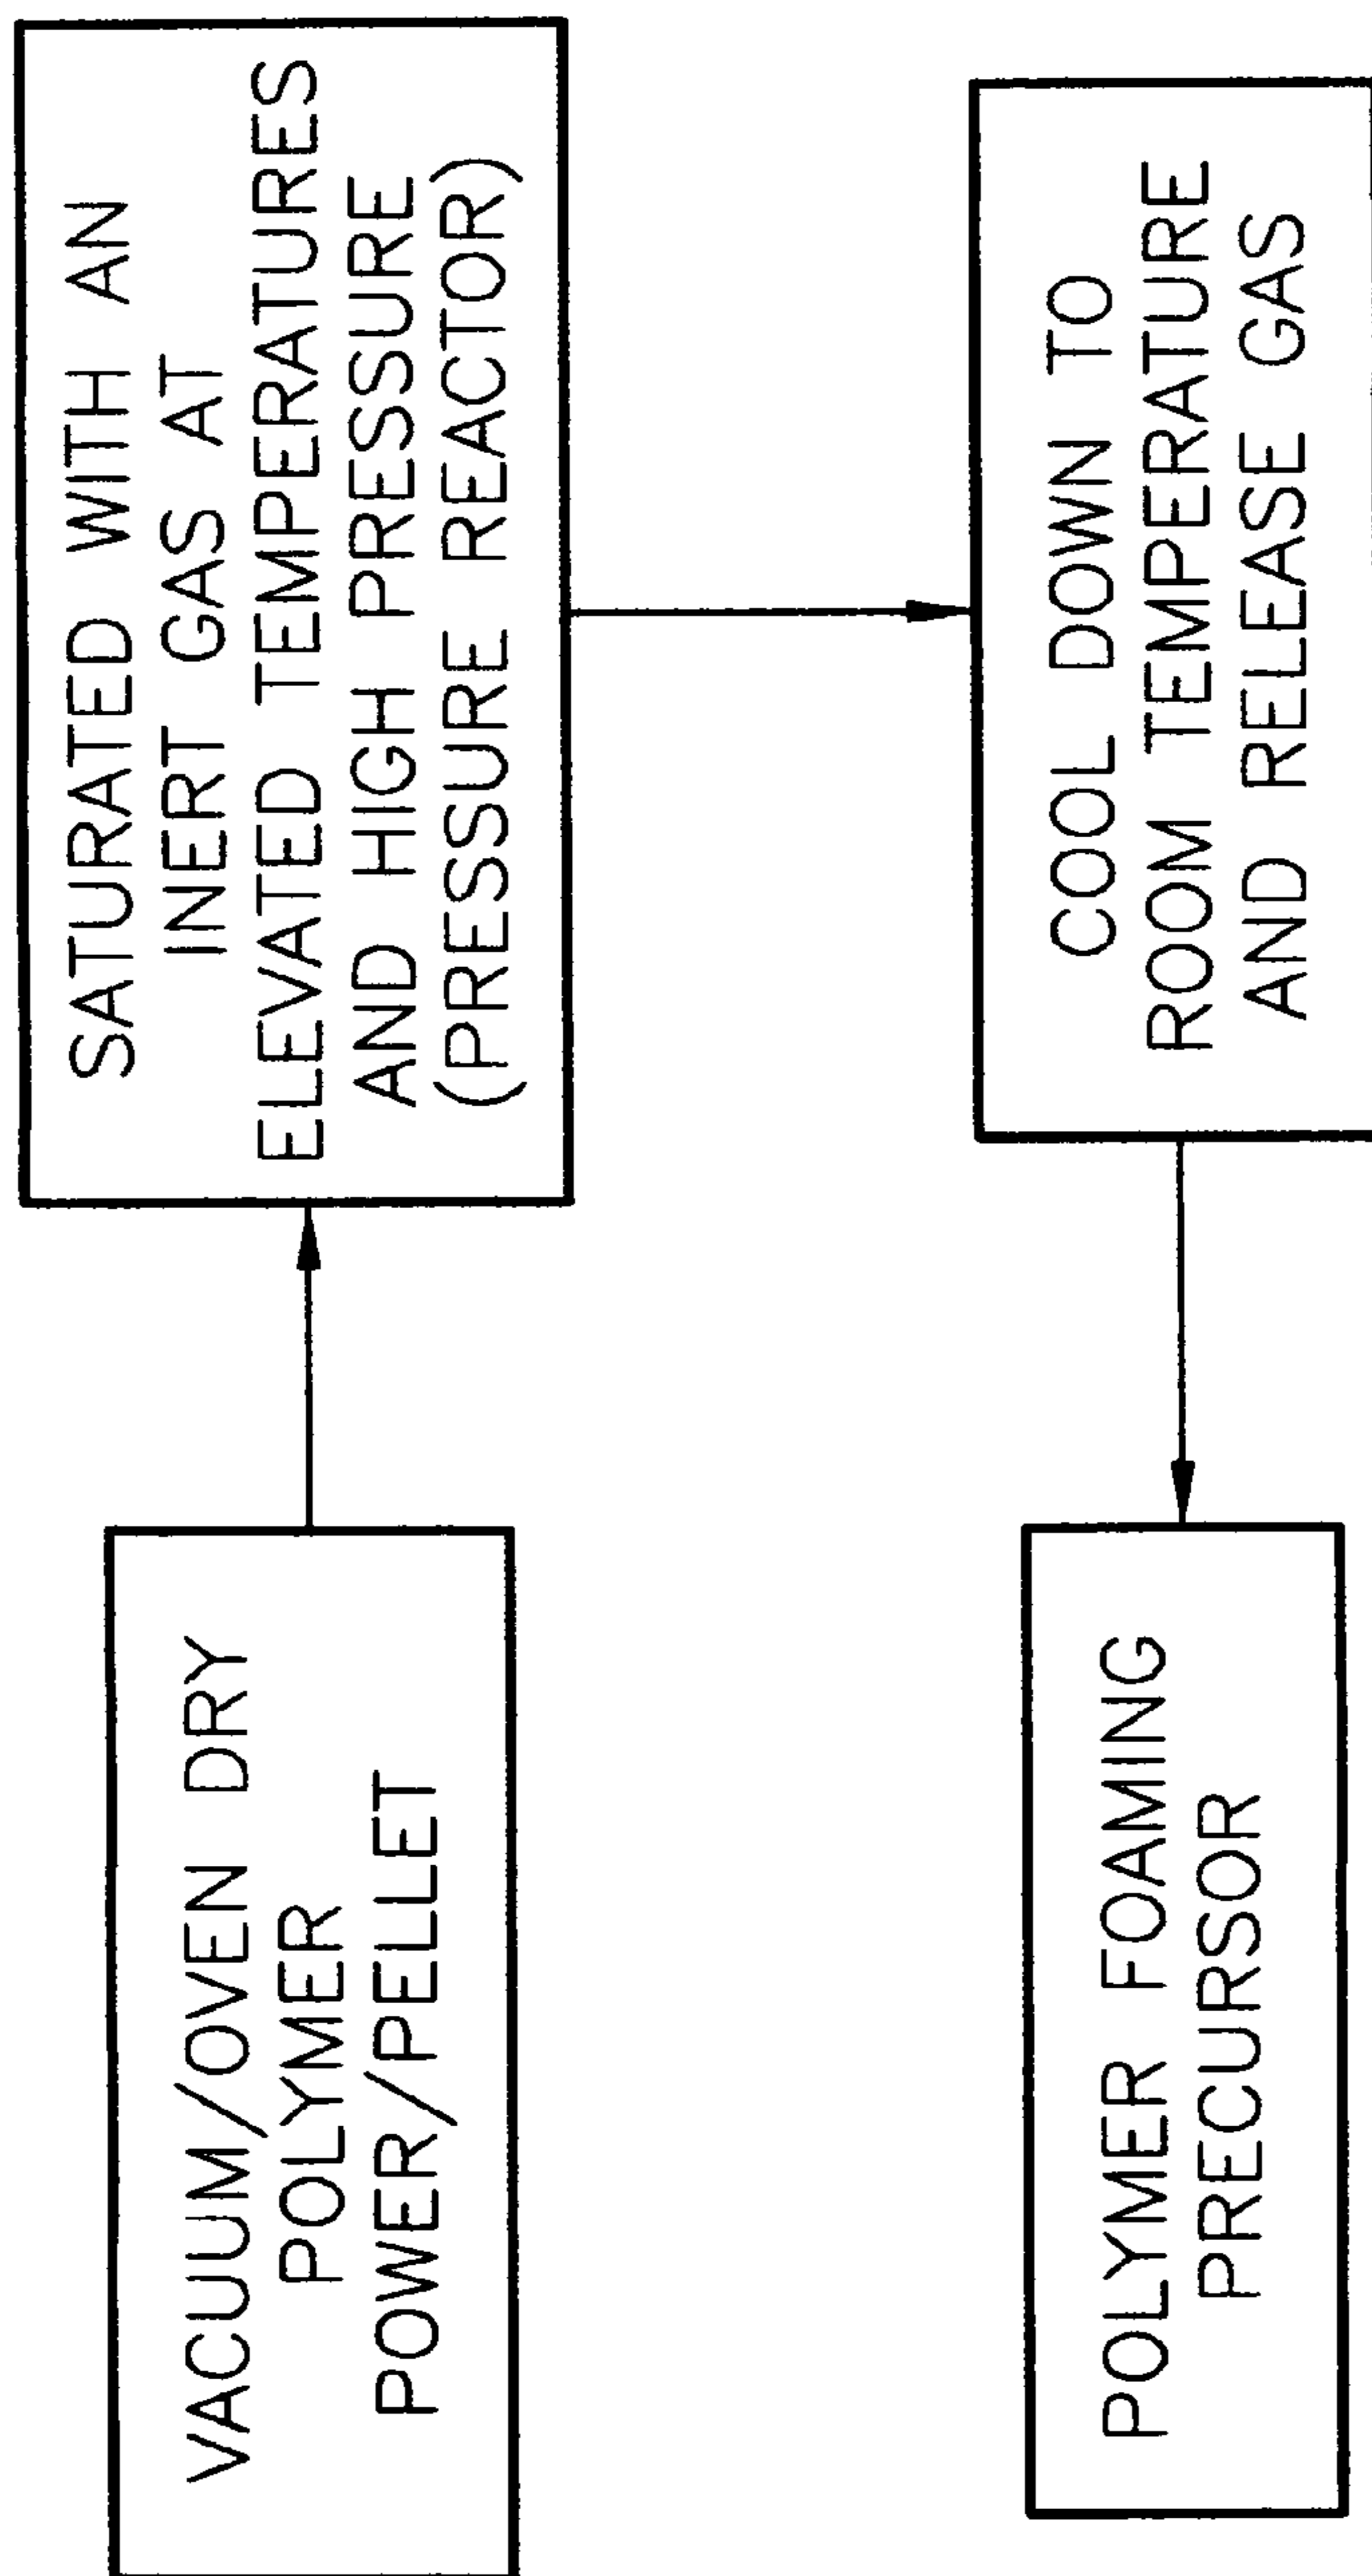 VACUUM/OVEN DRY
POLYMER
POWER/PELLET
SATURATED WITH AN
INERT GAS AT
ELEVATED TEMPERATURES
AND HIGH PRESSURE
(PRESSURE REACTOR)
COOL DOWN TO
ROOM TEMPERATURE
AND RELEASE GAS
POLYMER FOAMING
PRECURSOR